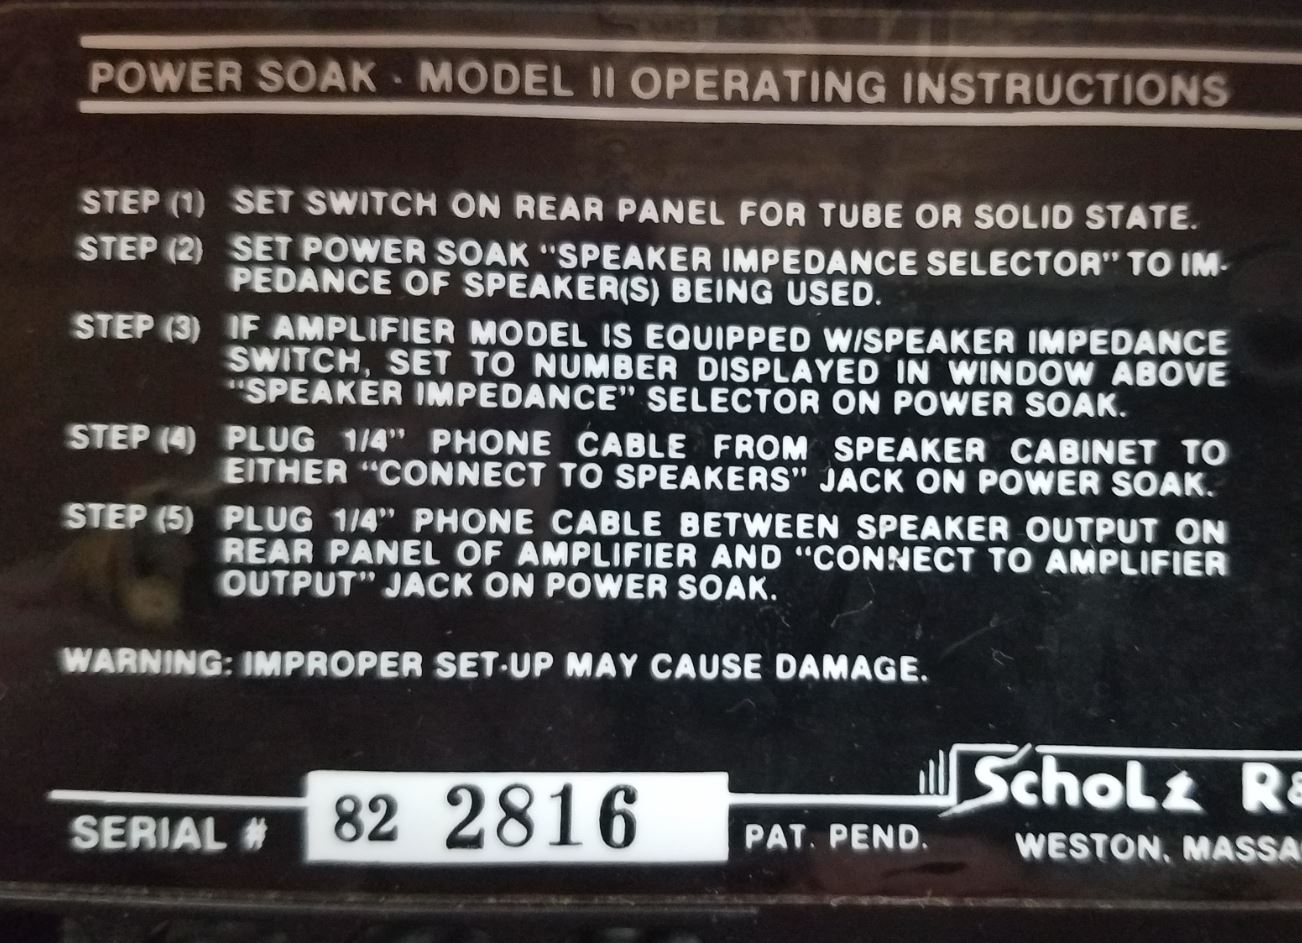 POWER SOAK · MODEL II OPERATING INSTRUCTIONS
STEP (1) SET SWITCH ON REAR PANEL FOR TUBE OR SOLID STATE.
STEP (2) SET POWER SOAK "SPEAKER IMPEDANCE SELECTOR" TO IM-
PEDANCE OF SPEAKER(S) BEING USED.
STEP (3) IF AMPLIFIER MODEL IS EQUIPPED W/SPEAKER IMPEDANCE
SWITCH, SET TO NUMBER DISPLAYED IN WINDOW ABOVE
"SPEAKER IMPEDANCE" SELECTOR ON POWER SOAK.
STEP (4) PLUG 1/4" PHONE CABLE FROM SPEAKER CABINET TO
EITHER "CONNECT TO SPEAKERS" JACK ON POWER SOAK.
STEP (5) PLUG 1/4" PHONE CABLE BETWEEN SPEAKER OUTPUT ON
REAR PANEL OF AMPLIFIER AND "CONNECT TO AMPLIFIER
OUTPUT" JACK ON POWER SOAK.
WARNING: IMPROPER SET-UP MAY CAUSE DAMAGE.
SERIAL # 82 2816 PAT. PEND.
Scholz R&
WESTON, MASSA